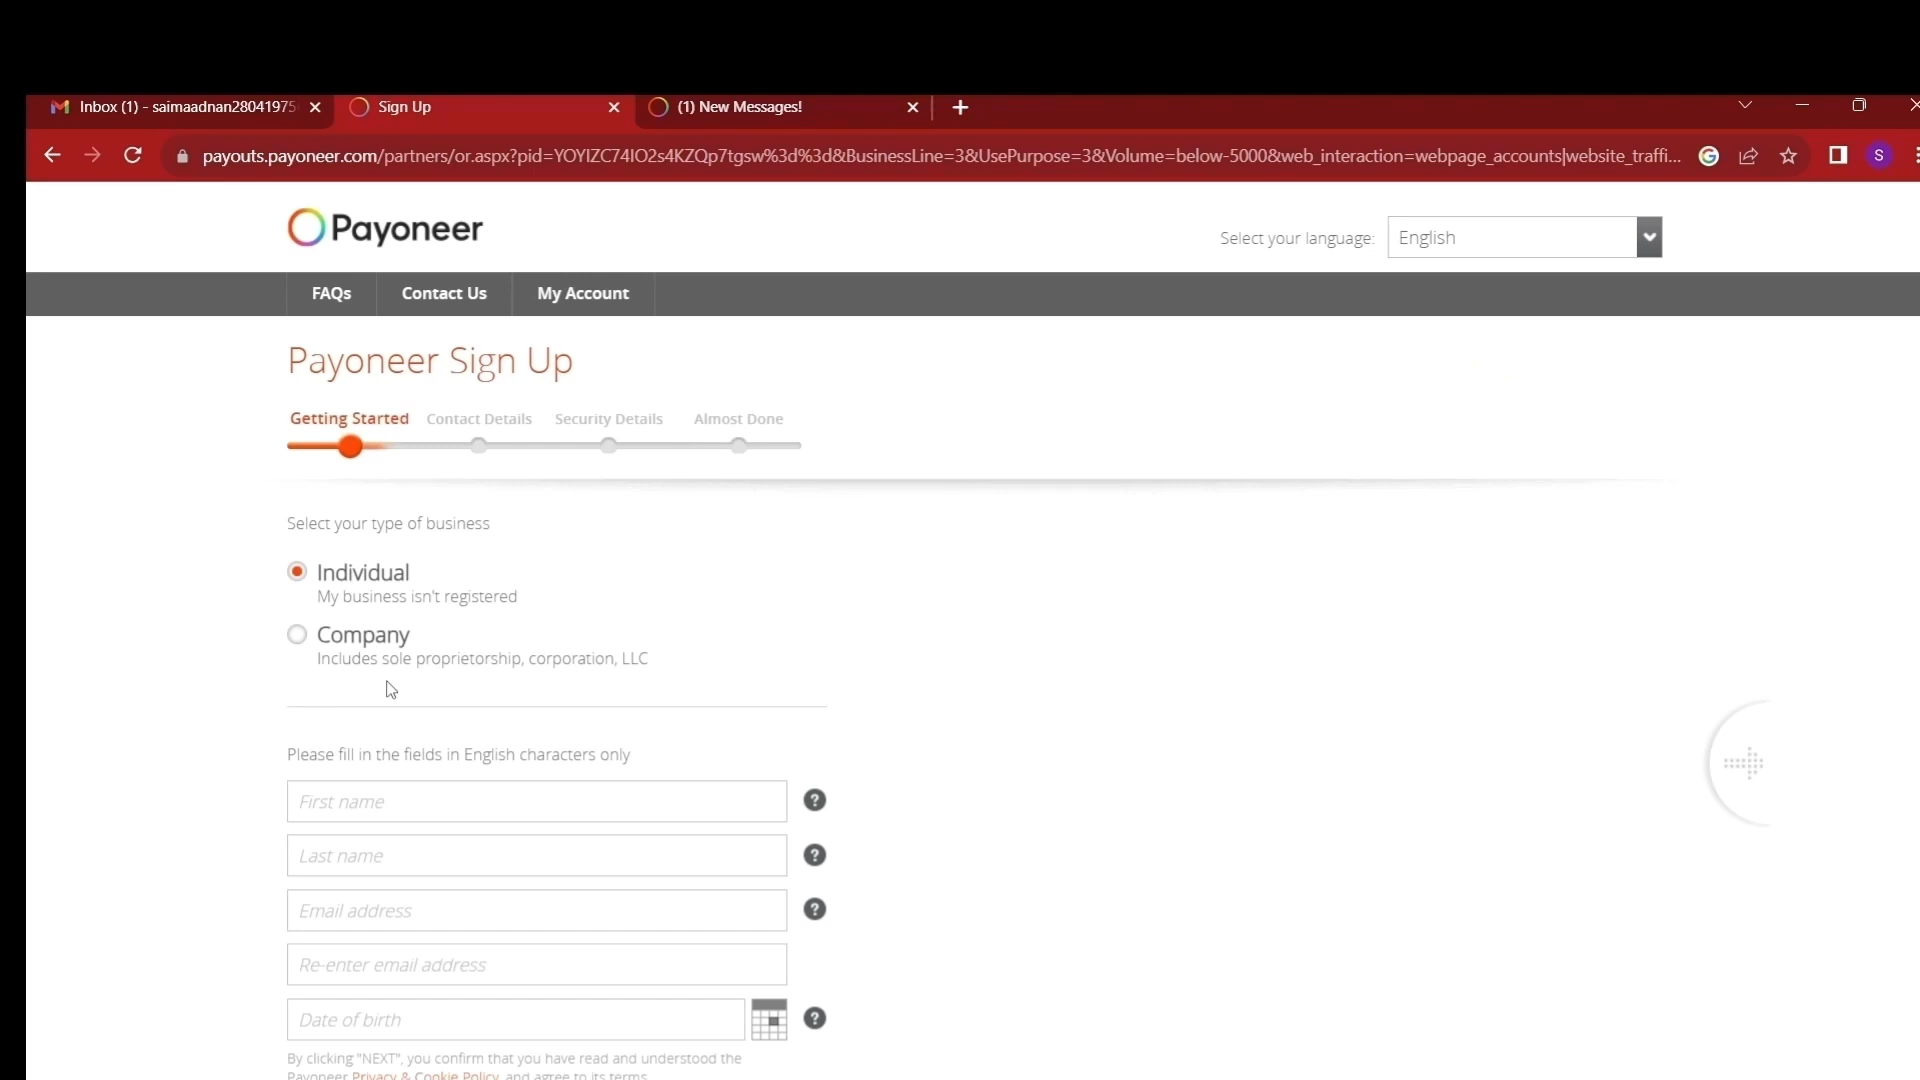 Inbox (1) - saimaadnan28041975
Sign Up
(1) New Messages!
payouts.payoneer.com/partners/or.aspx?pid=YOYIZC74IO2s4KZQp7tgsw%3d%3d&BusinessLine=3&UsePurpose=3&Volume=below-5000&web_interaction=webpage_accounts|website_traffi...
S
Payoneer
Select your language:
English
FAQs
Contact Us
My Account
Payoneer Sign Up
Getting Started
Contact Details
Security Details
Almost Done
Select your type of business
Individual
My business isn't registered
Company
Includes sole proprietorship, corporation, LLC
Please fill in the fields in English characters only
First name
?
Last name
?
Email address
?
Re-enter email address
Date of birth
?
By clicking "NEXT", you confirm that you have read and understood the
Payoneer Privacy & Cookie Policy, and agree to its terms